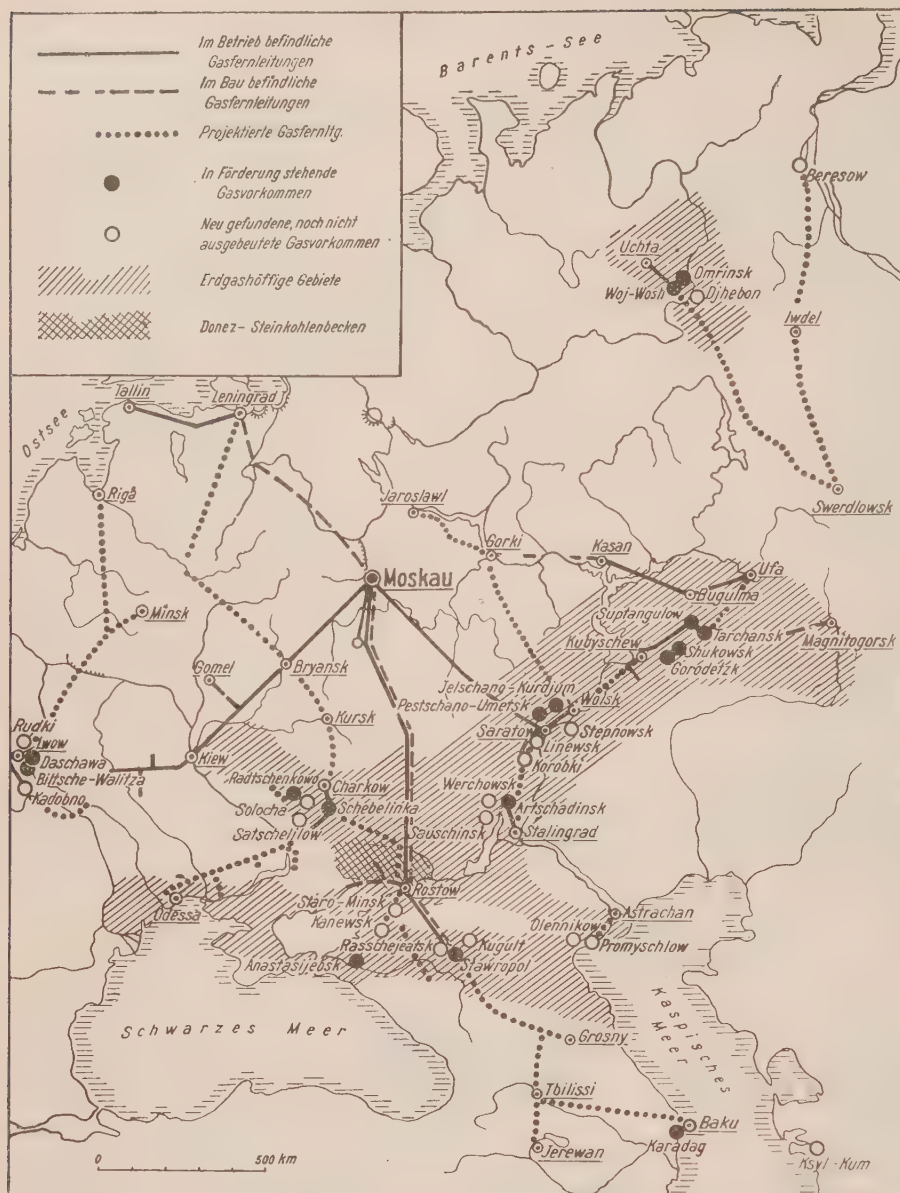 Im Betrieb befindliche
Gasfernleitungen
Im Bau befindliche
Gasfernleitungen
Projektierte Gasfernltg.
In Förderung stehende
Gasvorkommen
Neu gefundene, noch nicht
ausgebeutete Gasvorkommen
Erdgashöffige Gebiete
Donez-Steinkohlenbecken
Barents-See
Beresow
Uchta
Omrinsk
Woj-Wosh
Djhebon
Iwdel
Swerdlowsk
Ostsee
Tallin
Leningrad
Riga
Jaroslawl
Gorki
Kasan
Moskau
Ufa
Bugulma
Minsk
Suptangulow
Tarchansk
Kubyschew
Shukowsk
Gorodetzk
Magnitogorsk
Gomel
Bryansk
Jelschang-Kurdjum
Pestschano-Umetsk
Wolsk
Kursk
Saratow
Stepnowsk
Linewsk
Korobki
Rudki
Lwow
Daschawa
Biltsche-Walitza
Kadobno
Kiew
Radtschenkowo
Charkow
Solocha
Schebelinka
Satschepilow
Werchowsk
Artschadinsk
Sauschinsk
Stalingrad
Odessa
Rostow
Staro-Minsk
Kanewsk
Rasschejeatsk
Kugult
Anastasijebsk
Stawropol
Olennikow
Astrachan
Promyschlow
Schwarzes Meer
Kaspisches
Meer
Grosny
Tbilissi
Baku
Karadag
Jerewan
Ksyl-Kum
0 500 km